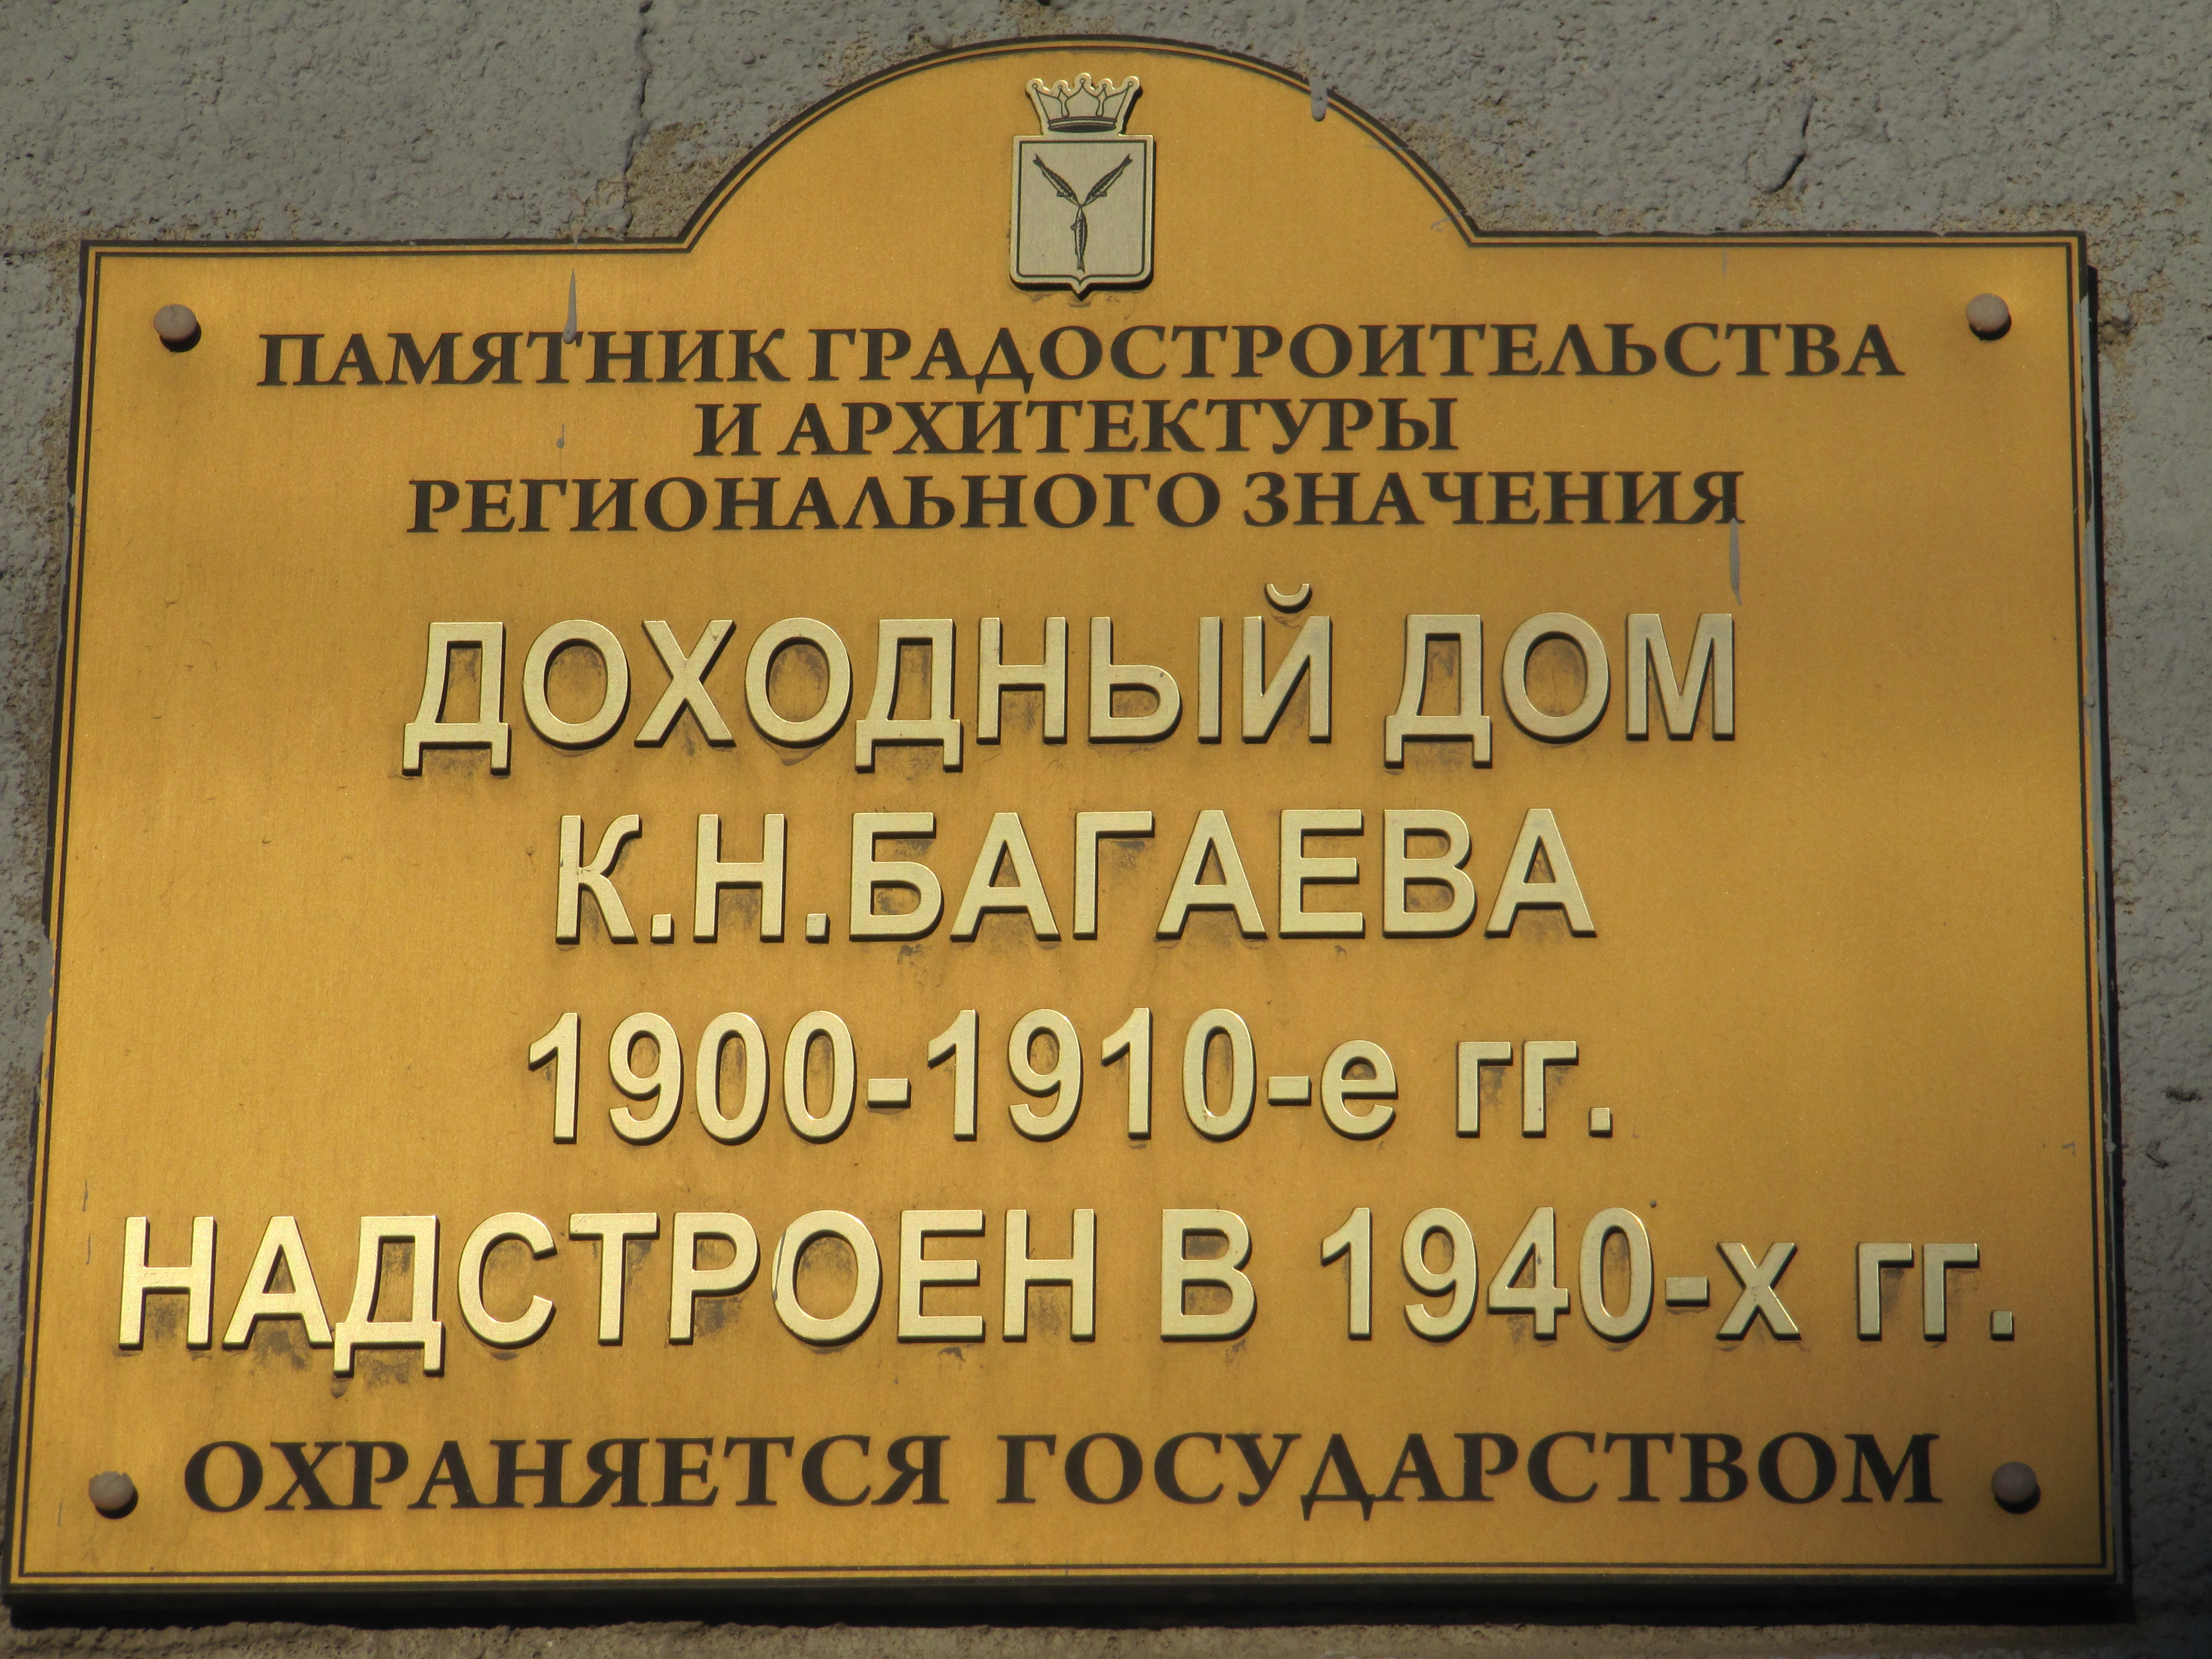 ПАМЯТНИК ГРАДОСТРОИТЕЛЬСТВА
И АРХИТЕКТУРЫ
РЕГИОНАЛЬНОГО ЗНАЧЕНИЯ
ДОХОДНЫЙ ДОМ
К.Н.БАГАЕВА
1900-1910-е гг.
НАДСТРОЕН В 1940-х гг.
ОХРАНЯЕТСЯ ГОСУДАРСТВОМ